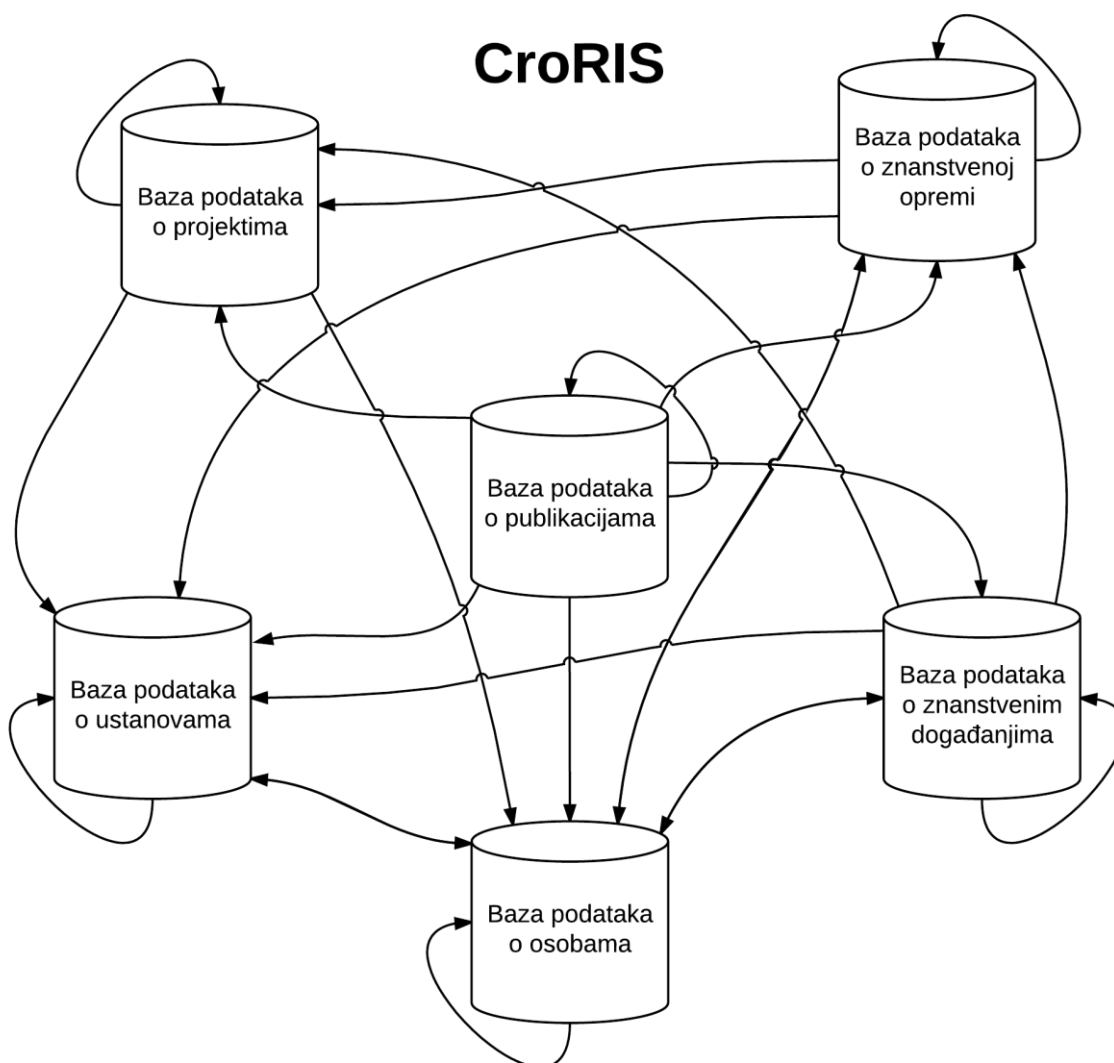 CroRIS
Baza podataka
o projektima
Baza podataka
o znanstvenoj
opremi
Baza podataka
o publikacijama
Baza podataka
o ustanovama
Baza podataka
o znanstvenim
događanjima
Baza podataka
o osobama